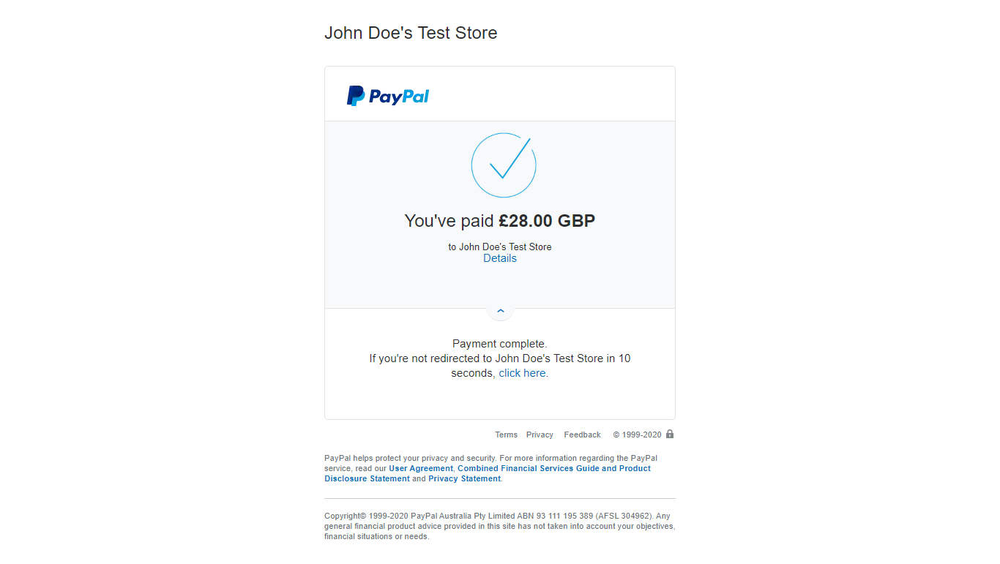 John Doe's Test Store
PayPal
You've paid £28.00 GBP
to John Doe's Test Store
Details
Payment complete.
If you're not redirected to John Doe's Test Store in 10
seconds, click here.
Terms Privacy Feedback © 1999-2020
PayPal helps protect your privacy and security. For more information regarding the PayPal
service, read our User Agreement, Combined Financial Services Guide and Product
Disclosure Statement and Privacy Statement.
Copyright© 1999-2020 PayPal Australia Pty Limited ABN 93 111 195 389 (AFSL 304962). Any
general financial product advice provided in this site has not taken into account your objectives,
financial situations or needs.